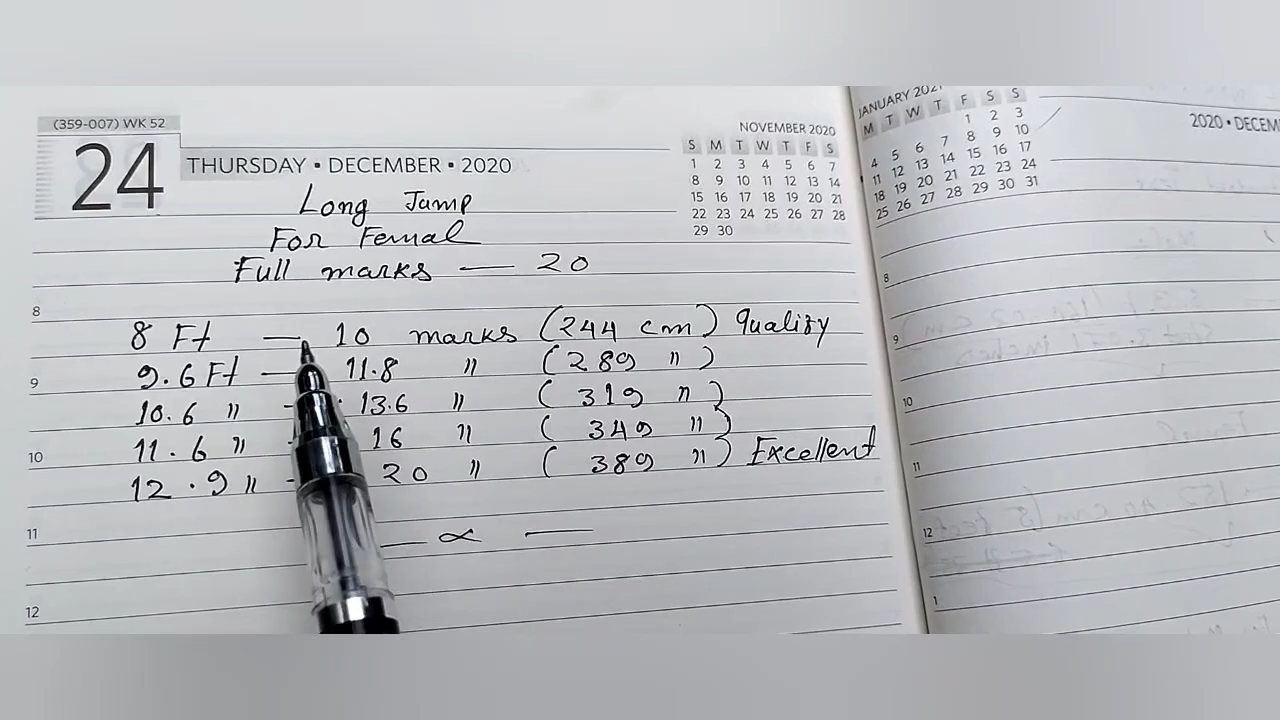 (359-007) WK 52
24
THURSDAY • DECEMBER • 2020
NOVEMBER 2020
S M T W T F S
1 2 3 4 5 6 7
8 9 10 11 12 13 14
15 16 17 18 19 20 21
22 23 24 25 26 27 28
29 30
Long Jump
For Femal
Full marks — 20
8
8 Ft — 10 marks (244 cm) Qualify
9
9.6 Ft — 11.8 " (289 ")
10.6 " - 13.6 " (319 ")
10
11.6 " - 16 " (349 ")
12.9 " - 20 " (389 ") Excellent
11
12
JANUARY 2021
M T W T F S S
1 2 3
4 5 6 7 8 9 10
11 12 13 14 15 16 17
18 19 20 21 22 23 24
25 26 27 28 29 30 31
2020 • DECEM
8
9
10
11
12
1